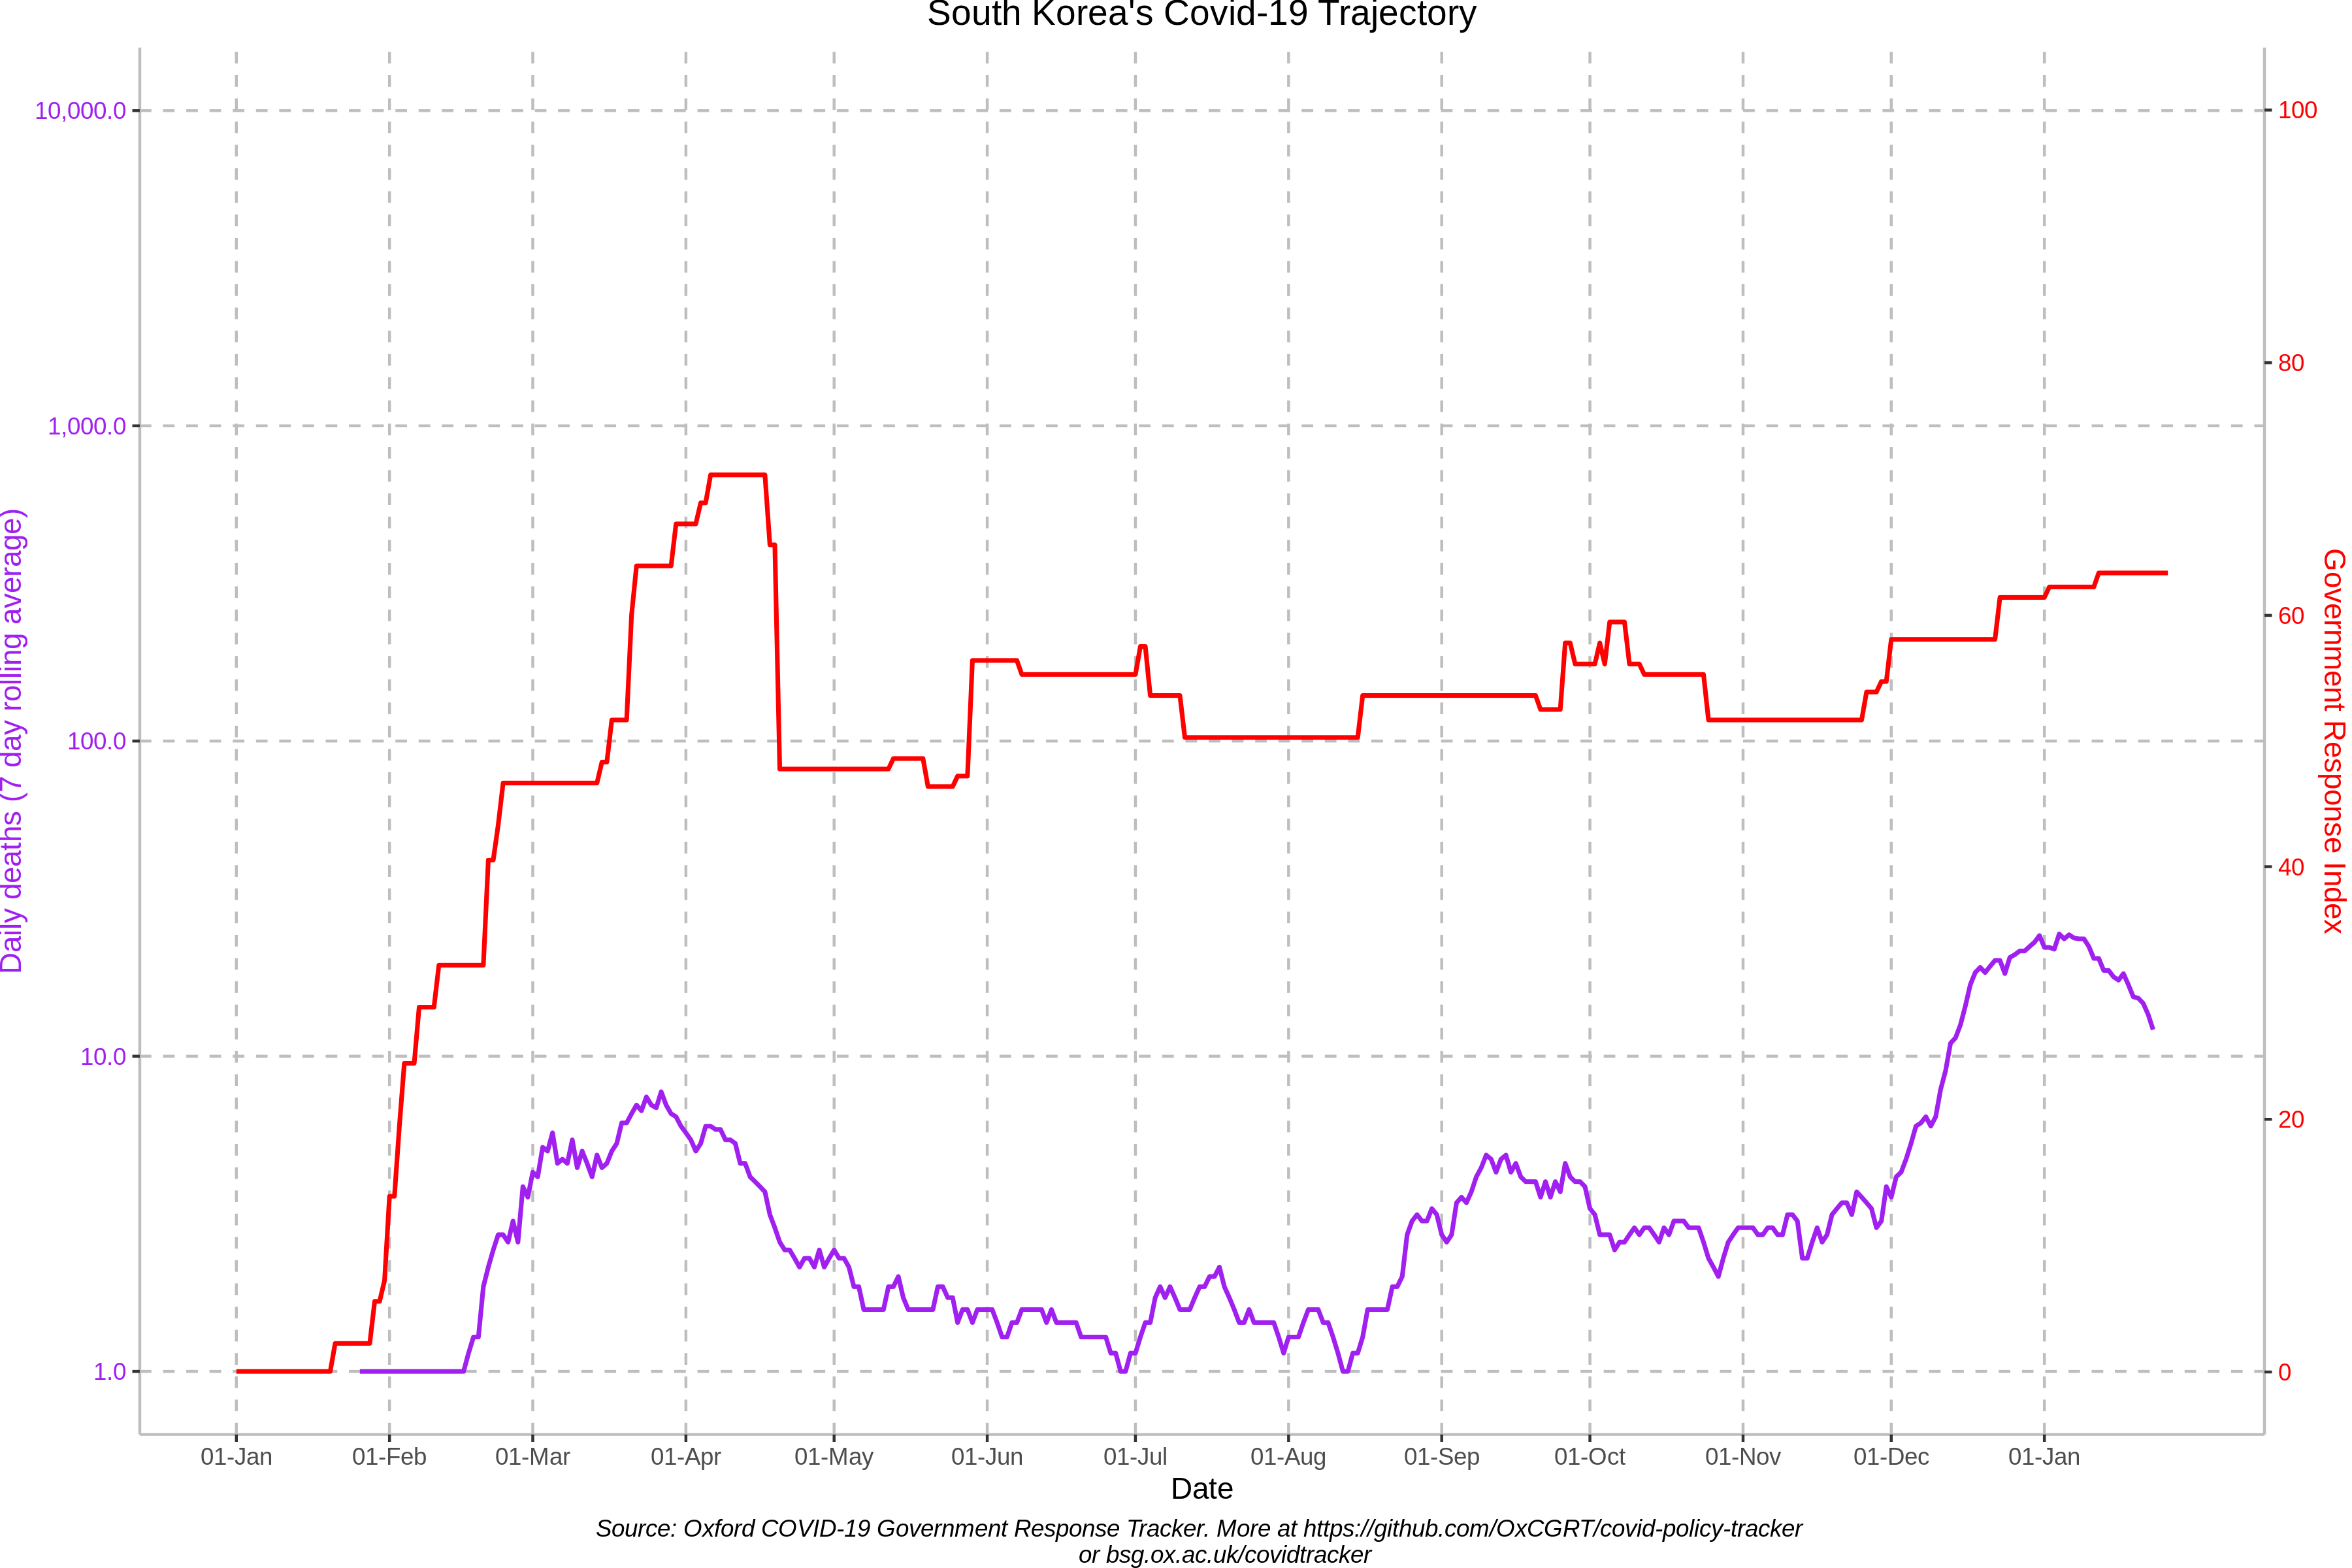 South Korea's Covid-19 Trajectory
10,000.0
1,000.0
100.0
10.0
1.0
Daily deaths (7 day rolling average)
100
80
60
40
20
0
Government Response Index
01-Jan 01-Feb 01-Mar 01-Apr 01-May 01-Jun 01-Jul 01-Aug 01-Sep 01-Oct 01-Nov 01-Dec 01-Jan
Date
Source: Oxford COVID-19 Government Response Tracker. More at https://github.com/OxCGRT/covid-policy-tracker
or bsg.ox.ac.uk/covidtracker